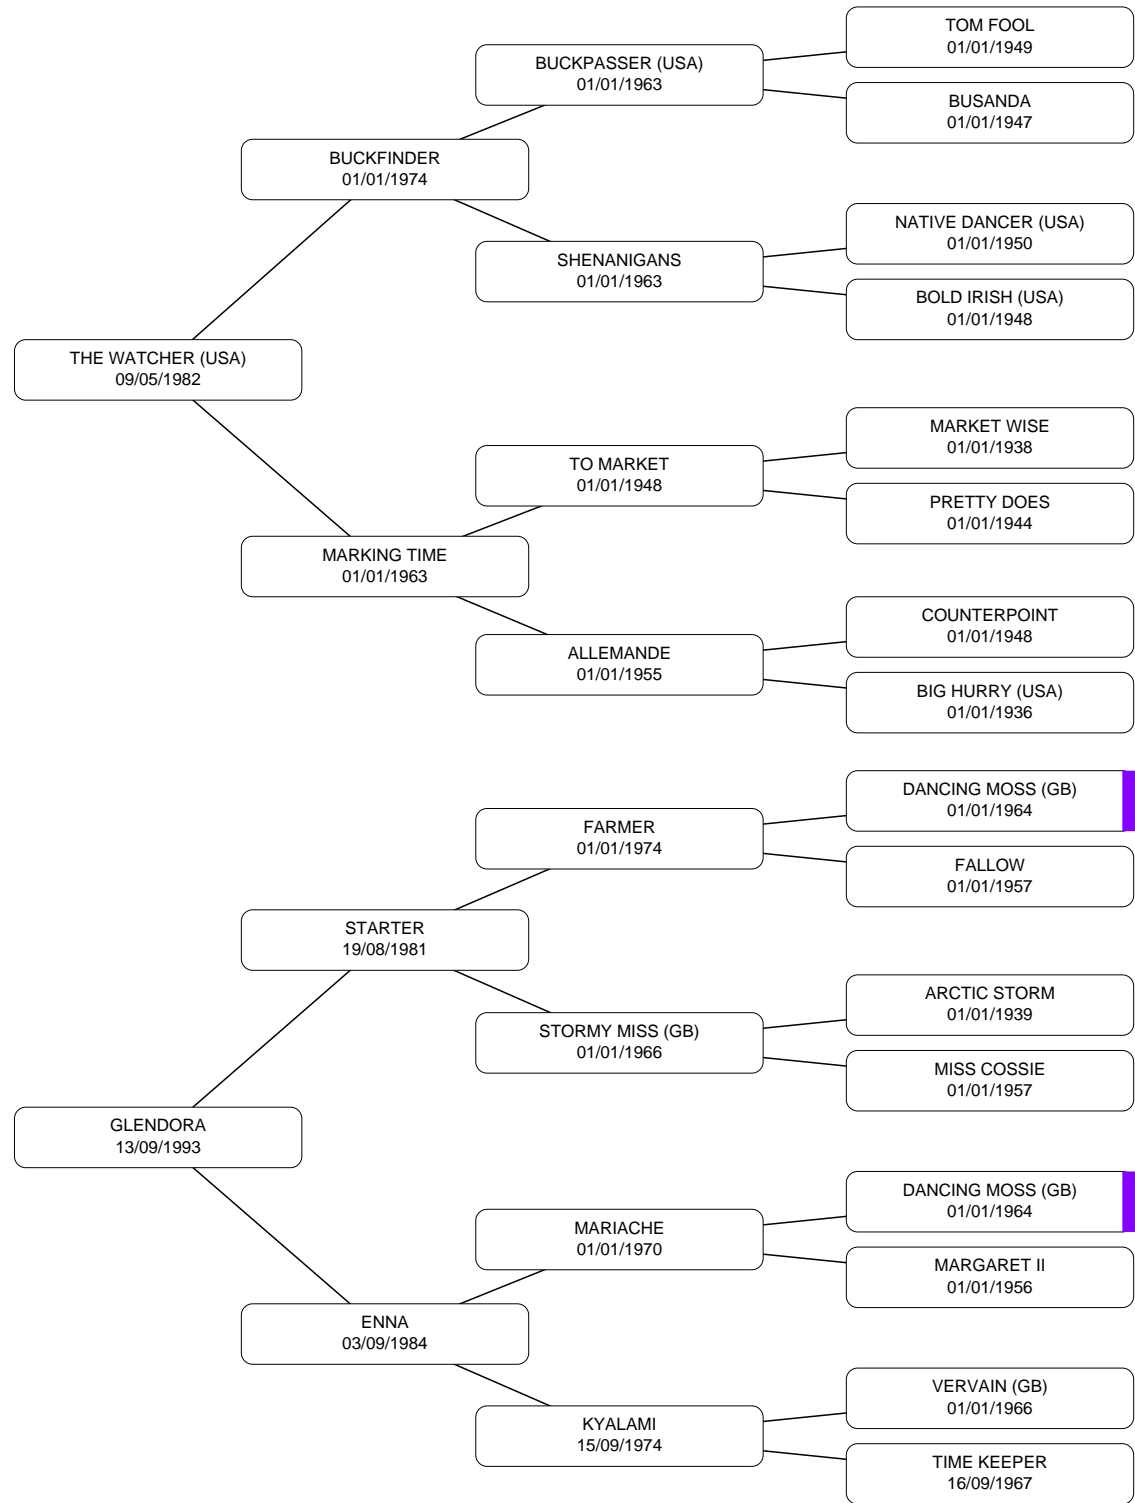 TOM FOOL
01/01/1949
BUCKPASSER (USA)
01/01/1963
BUSANDA
01/01/1947
BUCKFINDER
01/01/1974
NATIVE DANCER (USA)
01/01/1950
SHENANIGANS
01/01/1963
BOLD IRISH (USA)
01/01/1948
THE WATCHER (USA)
09/05/1982
MARKET WISE
01/01/1938
TO MARKET
01/01/1948
PRETTY DOES
01/01/1944
MARKING TIME
01/01/1963
COUNTERPOINT
01/01/1948
ALLEMANDE
01/01/1955
BIG HURRY (USA)
01/01/1936
DANCING MOSS (GB)
01/01/1964
FARMER
01/01/1974
FALLOW
01/01/1957
STARTER
19/08/1981
ARCTIC STORM
01/01/1939
STORMY MISS (GB)
01/01/1966
MISS COSSIE
01/01/1957
GLENDORA
13/09/1993
DANCING MOSS (GB)
01/01/1964
MARIACHE
01/01/1970
MARGARET II
01/01/1956
ENNA
03/09/1984
VERVAIN (GB)
01/01/1966
KYALAMI
15/09/1974
TIME KEEPER
16/09/1967